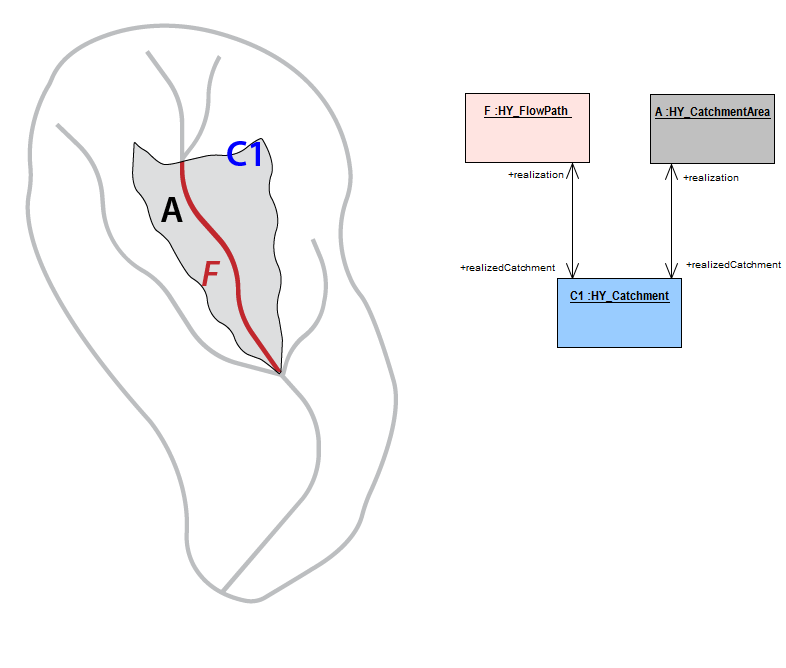 C1
A
F
F :HY_FlowPath
A :HY_CatchmentArea
+realization
+realization
+realizedCatchment
+realizedCatchment
C1 :HY_Catchment